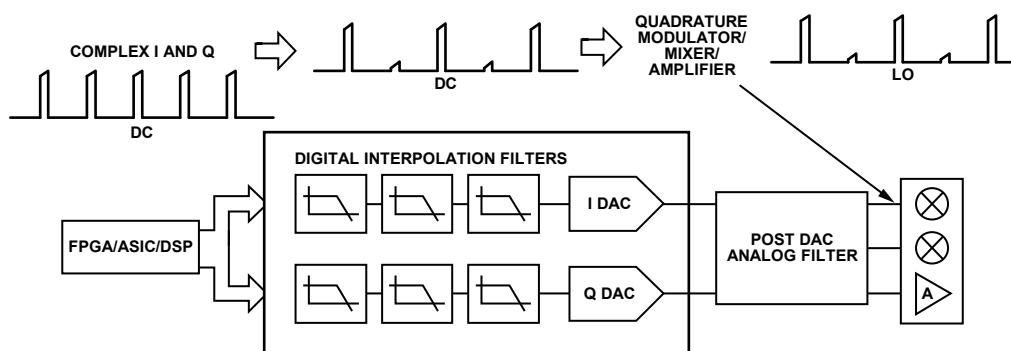 COMPLEX I AND Q
DC
DC
QUADRATURE
MODULATOR/
MIXER/
AMPLIFIER
LO
DIGITAL INTERPOLATION FILTERS
I DAC
FPGA/ASIC/DSP
POST DAC
ANALOG FILTER
Q DAC
A